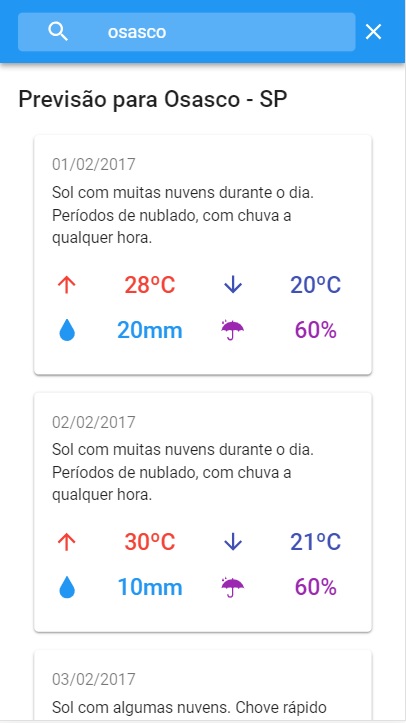 osasco
Previsão para Osasco - SP
01/02/2017
Sol com muitas nuvens durante o dia.
Períodos de nublado, com chuva a
qualquer hora.
28ºC 20ºC
20mm 60%
02/02/2017
Sol com muitas nuvens durante o dia.
Períodos de nublado, com chuva a
qualquer hora.
30ºC 21ºC
10mm 60%
03/02/2017
Sol com algumas nuvens. Chove rápido